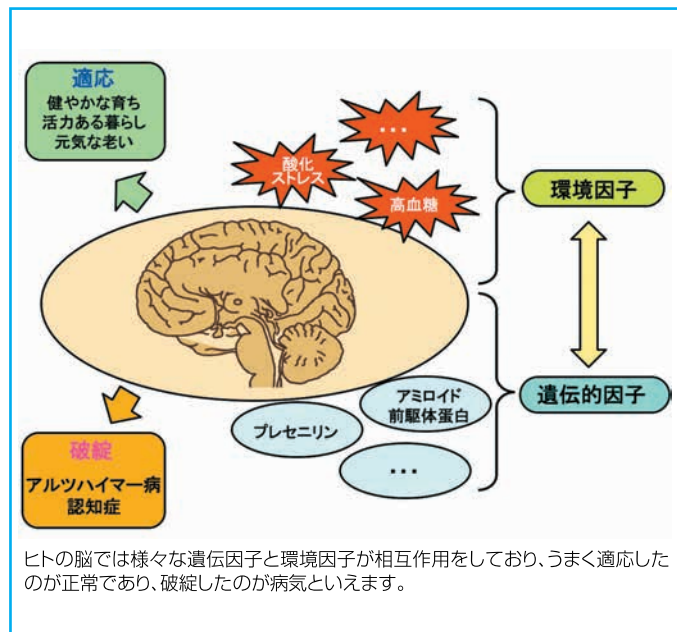 適応
健やかな育ち
活力ある暮らし
元気な老い
・・・
酸化
ストレス
高血糖
環境因子
遺伝的因子
アミロイド
前駆体蛋白
プレセニリン
・・・
破綻
アルツハイマー病
認知症
ヒトの脳では様々な遺伝因子と環境因子が相互作用をしており、うまく適応した
のが正常であり、破綻したのが病気といえます。